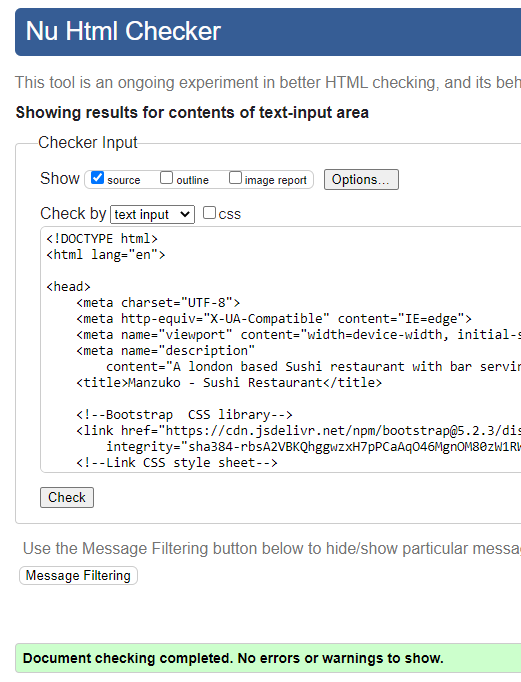 Nu Html Checker
This tool is an ongoing experiment in better HTML checking, and its beh
Showing results for contents of text-input area
Checker Input
Show source outline image report Options...
Check by text input css
<!DOCTYPE html>
<html lang="en">
<head>
<meta charset="UTF-8">
<meta http-equiv="X-UA-Compatible" content="IE=edge">
<meta name="viewport" content="width=device-width, initial-s
<meta name="description"
content="A london based Sushi restaurant with bar servin
<title>Manzuko - Sushi Restaurant</title>
<!--Bootstrap  CSS library-->
<link href="https://cdn.jsdelivr.net/npm/bootstrap@5.2.3/dis
integrity="sha384-rbsA2VBKQhggwzxH7pPCaAqO46MgnOM80zW1RW
<!--Link CSS style sheet-->
Check
Use the Message Filtering button below to hide/show particular messa
Message Filtering
Document checking completed. No errors or warnings to show.